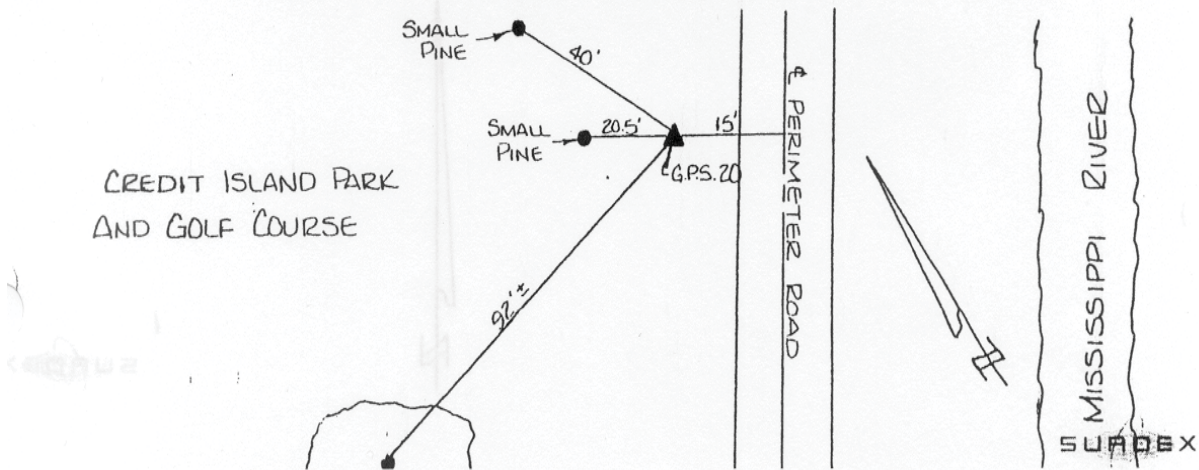 SMALL
PINE
40'
SMALL
PINE
20.5'
15'
G.P.S. 20
℄ PERIMETER ROAD
CREDIT ISLAND PARK
AND GOLF COURSE
92'±
N
MISSISSIPPI RIVER
SURDEX